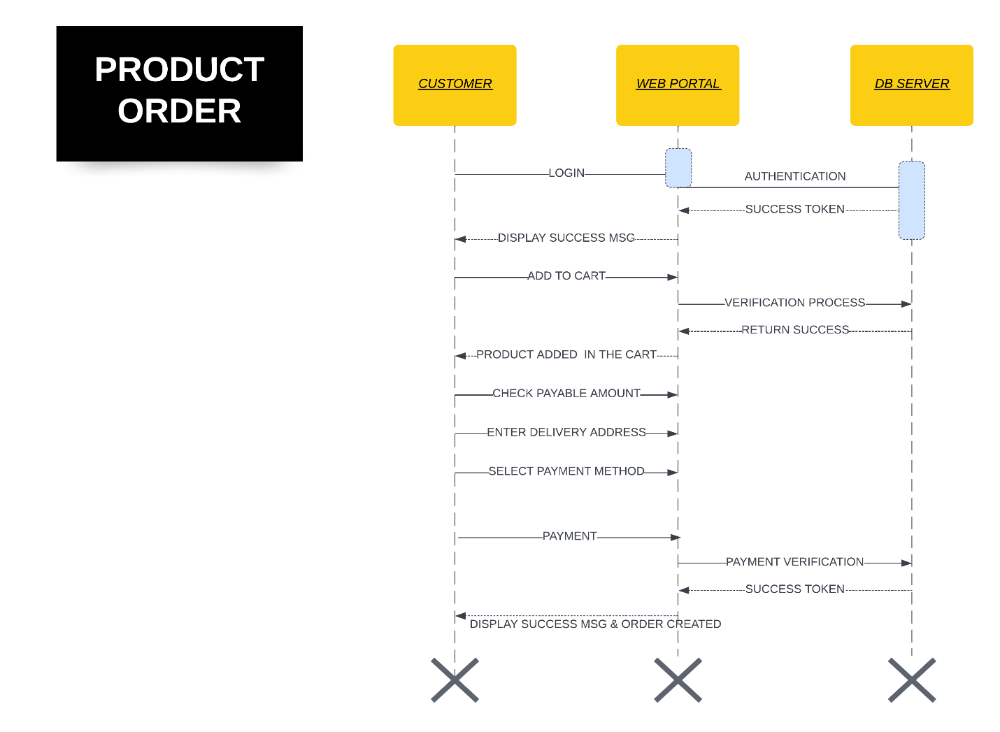 PRODUCT
ORDER
CUSTOMER
WEB PORTAL
DB SERVER
LOGIN
AUTHENTICATION
SUCCESS TOKEN
DISPLAY SUCCESS MSG
ADD TO CART
VERIFICATION PROCESS
RETURN SUCCESS
PRODUCT ADDED  IN THE CART
CHECK PAYABLE AMOUNT
ENTER DELIVERY ADDRESS
SELECT PAYMENT METHOD
PAYMENT
PAYMENT VERIFICATION
SUCCESS TOKEN
DISPLAY SUCCESS MSG & ORDER CREATED